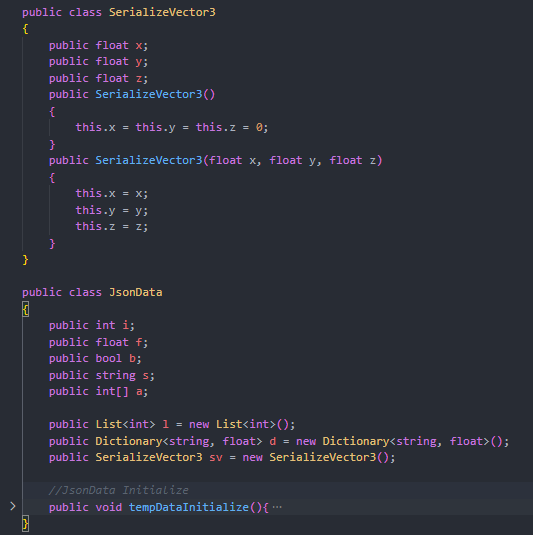 public class SerializeVector3
{
    public float x;
    public float y;
    public float z;
    public SerializeVector3()
    {
        this.x = this.y = this.z = 0;
    }
    public SerializeVector3(float x, float y, float z)
    {
        this.x = x;
        this.y = y;
        this.z = z;
    }
}
public class JsonData
{
    public int i;
    public float f;
    public bool b;
    public string s;
    public int[] a;
    public List<int> l = new List<int>();
    public Dictionary<string, float> d = new Dictionary<string, float>();
    public SerializeVector3 sv = new SerializeVector3();
    //JsonData Initialize
    public void tempDataInitialize(){ ⋯
}